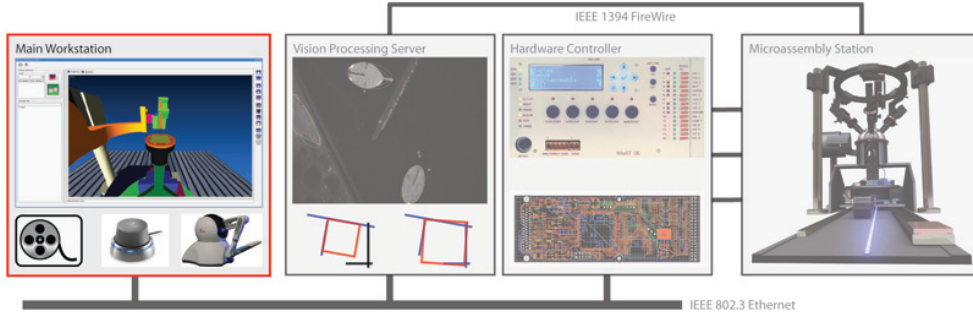 IEEE 1394 FireWire
Main Workstation
Vision Processing Server
Hardware Controller
Microassembly Station
IEEE 802.3 Ethernet